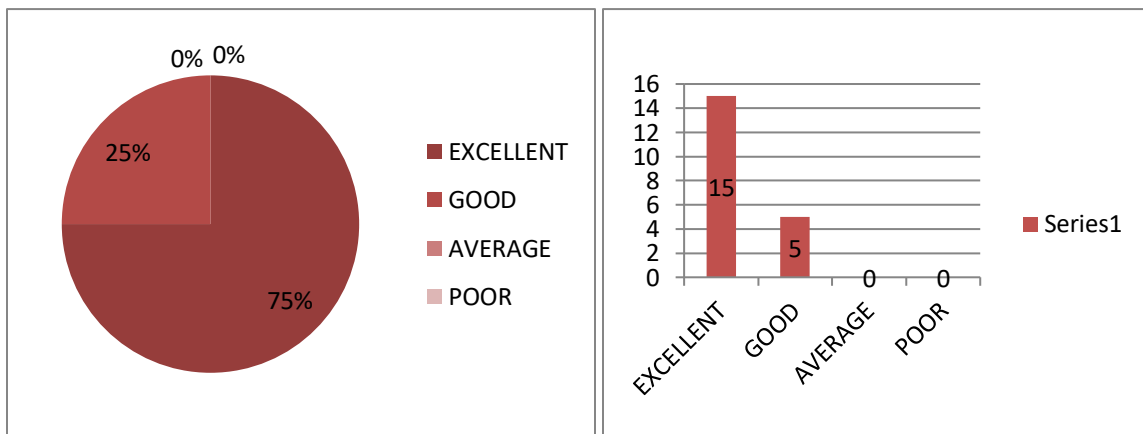 0%
0%
25%
75%
EXCELLENT
GOOD
AVERAGE
POOR
16
14
12
10
8
6
4
2
0
15
5
0
0
EXCELLENT
GOOD
AVERAGE
POOR
Series1